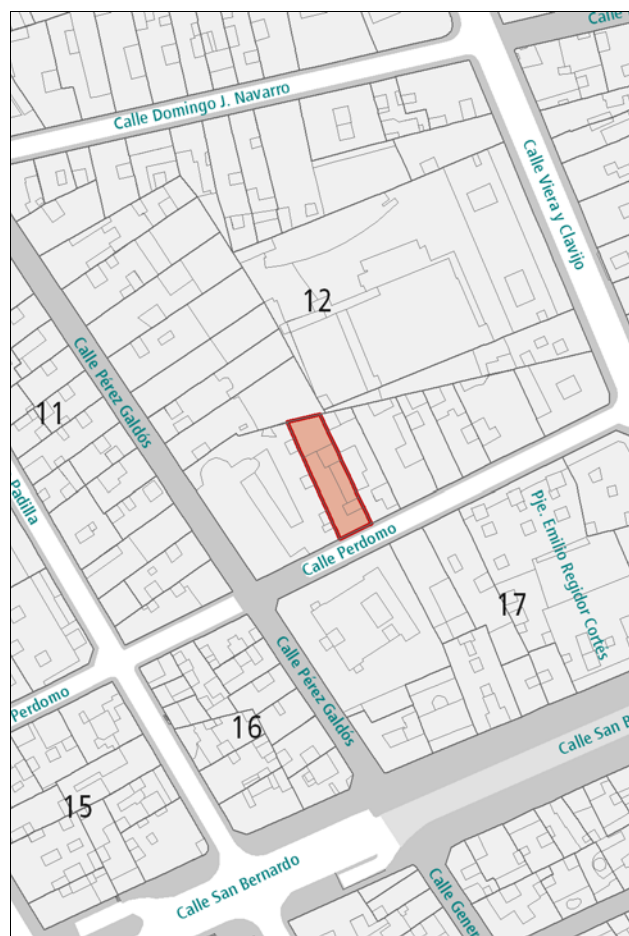 Calle
Calle Domingo J. Navarro
Calle Viera y Clavijo
12
Calle Pérez Galdós
11
Padilla
Calle Perdomo
Pje. Emilio Regidor Cortés
17
Calle Pérez Galdós
Perdomo
16
Calle San B
15
Calle San Bernardo
Calle Gener